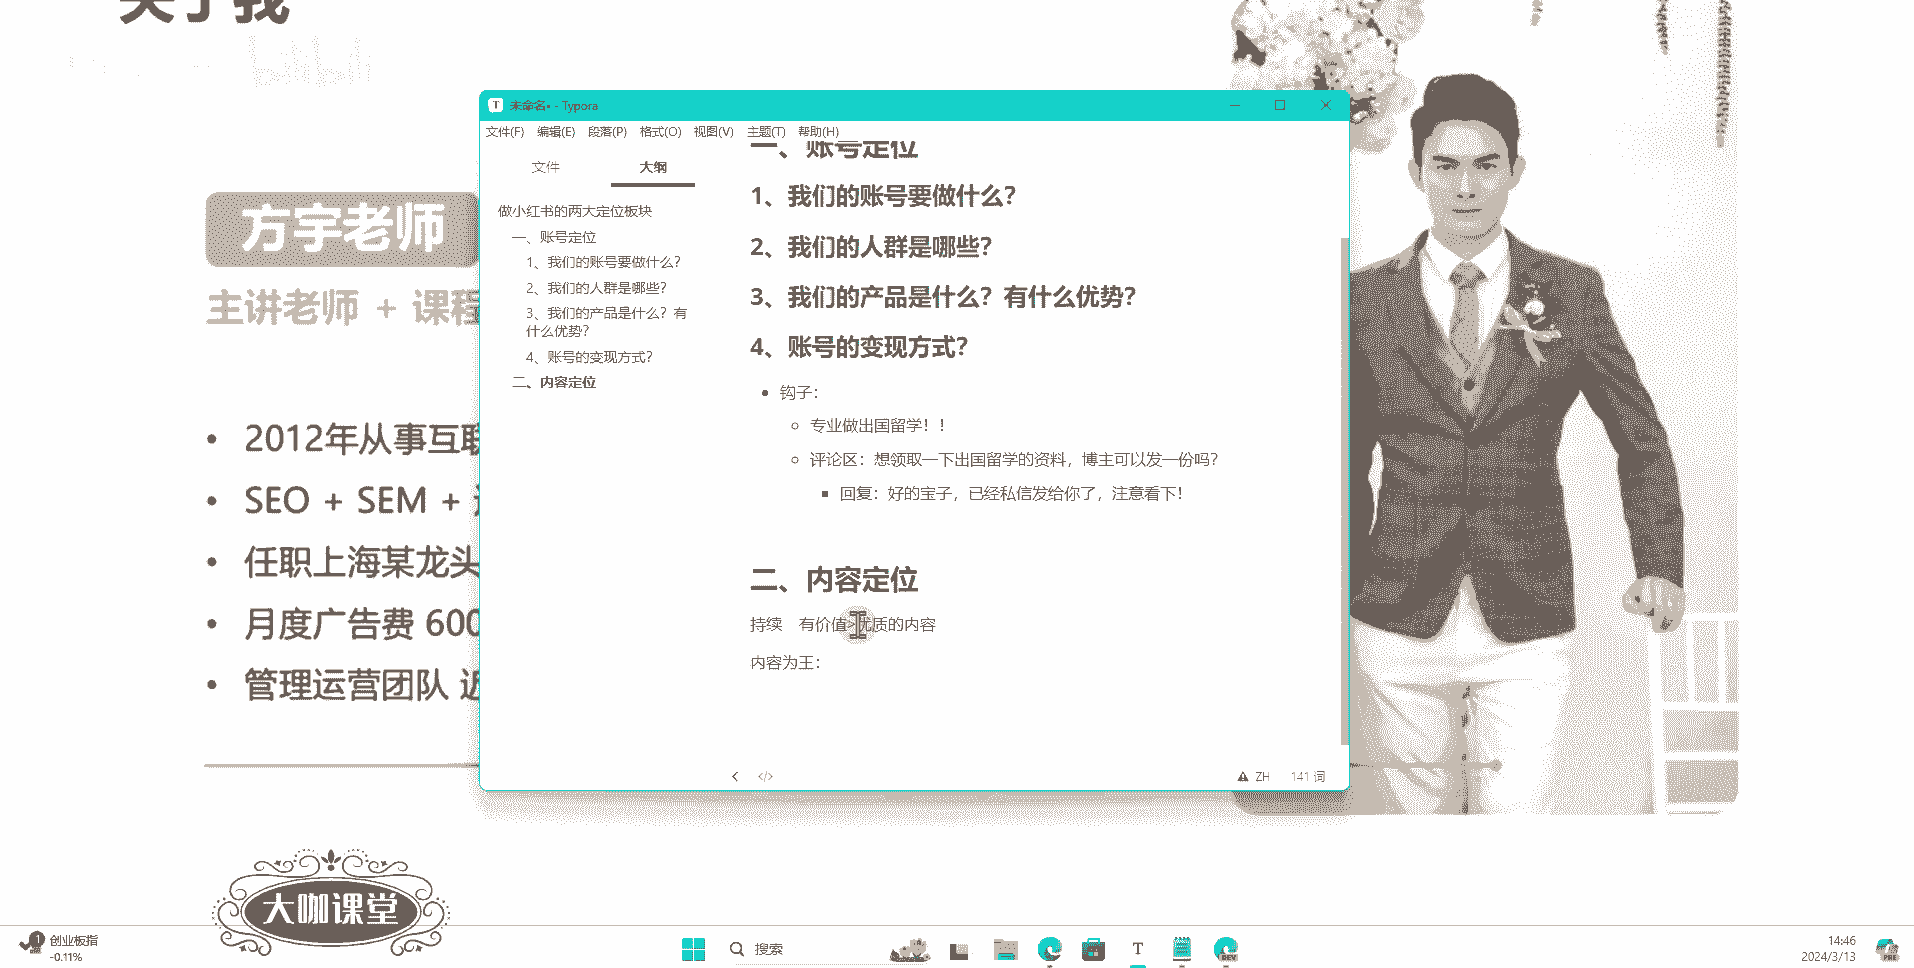 关于我
bilibili
方宇老师
主讲老师 + 课程
• 2012年从事互联
• SEO + SEM +
• 任职上海某龙头
• 月度广告费 600
• 管理运营团队 近
大咖课堂
未命名• - Typora
文件(F) 编辑(E) 段落(P) 格式(O) 视图(V) 主题(T) 帮助(H)
文件 大纲
做小红书的两大定位板块
一、账号定位
1、我们的账号要做什么？
2、我们的人群是哪些？
3、我们的产品是什么？有
什么优势？
4、账号的变现方式？
二、内容定位
一、账号定位
1、我们的账号要做什么？
2、我们的人群是哪些？
3、我们的产品是什么？有什么优势？
4、账号的变现方式？
• 钩子：
专业做出国留学！！
评论区：想领取一下出国留学的资料，博主可以发一份吗？
回复：好的宝子，已经私信发给你了，注意看下！
二、内容定位
持续 有价值>优质的内容
内容为王：
ZH 141 词
1
创业板指
-0.11%
搜索
T
DEV
14:46
2024/3/13
PRE